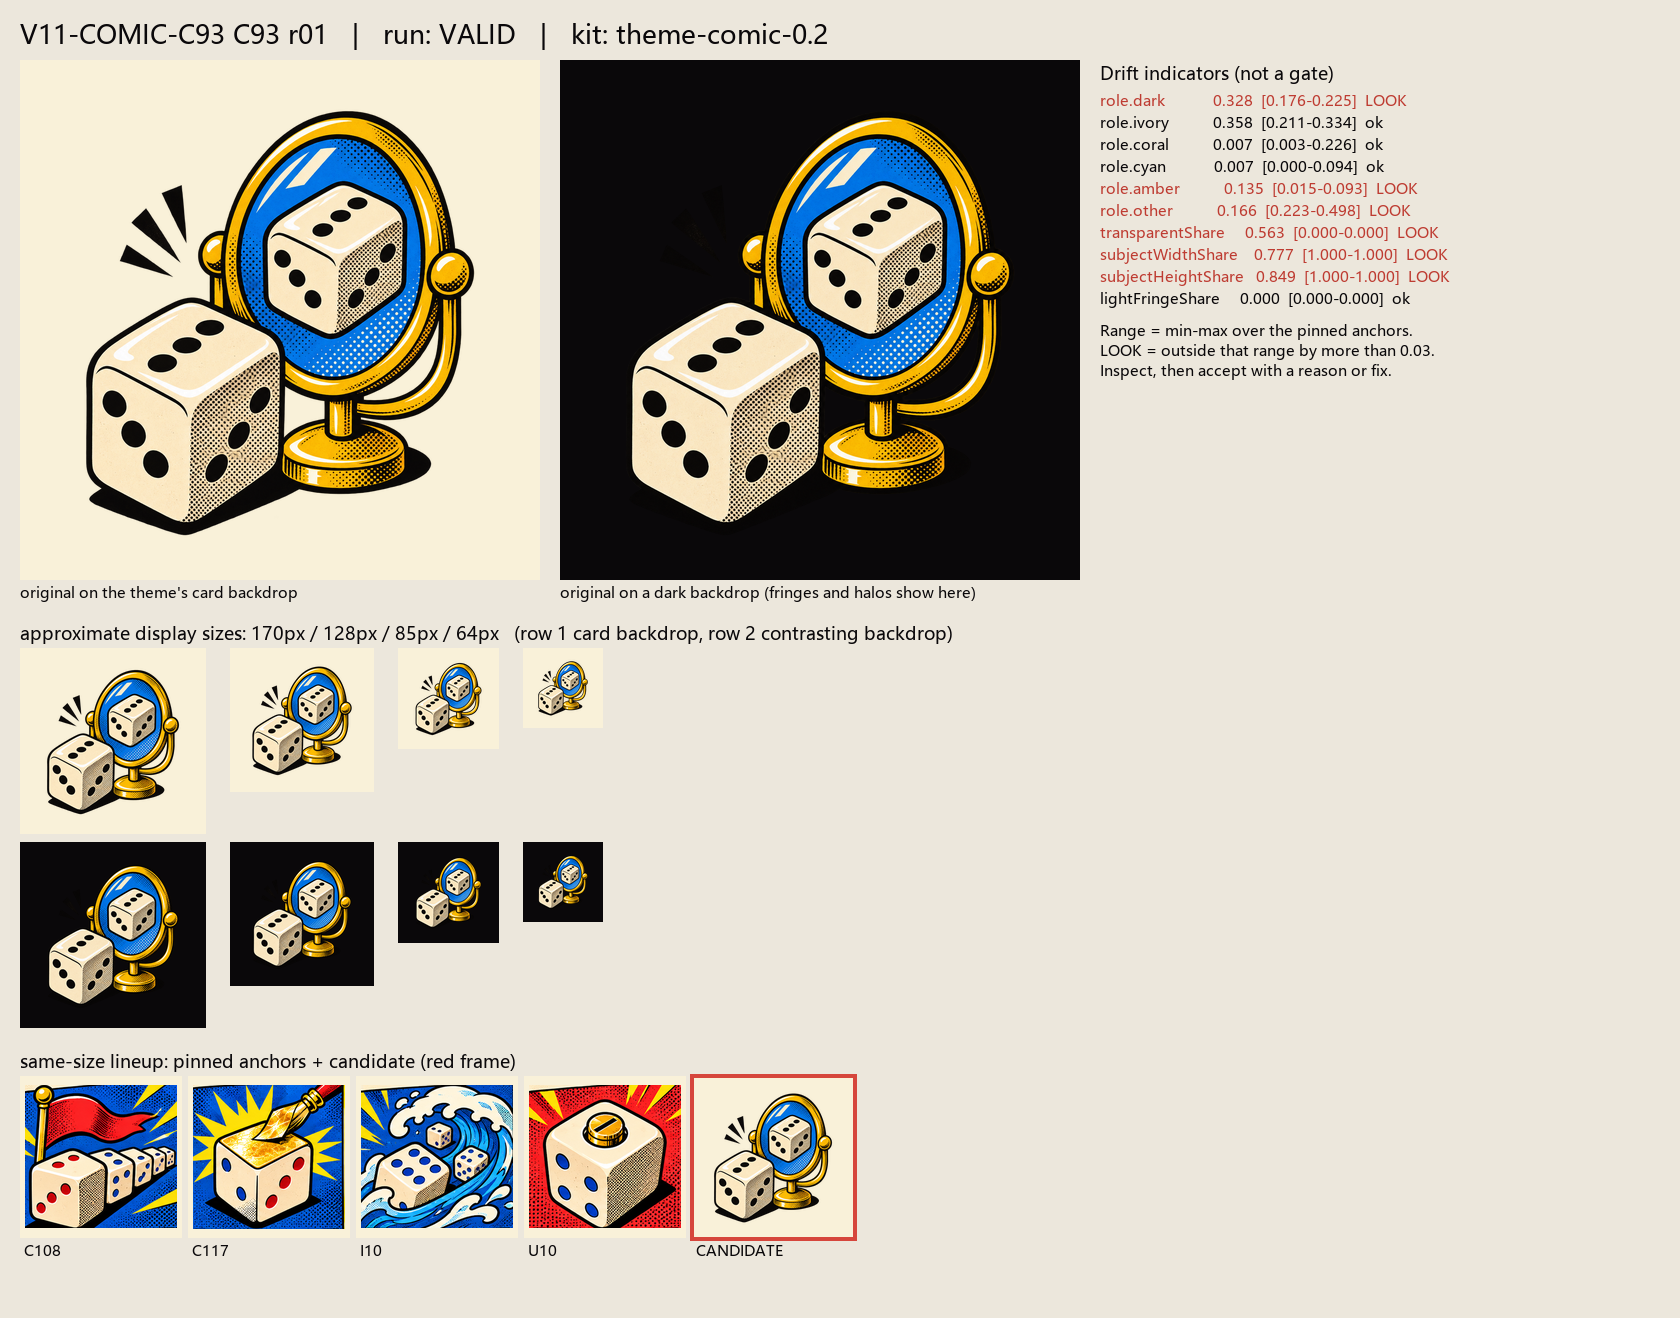 V11-COMIC-C93 C93 r01 | run: VALID | kit: theme-comic-0.2
Drift indicators (not a gate)
role.dark 0.328 [0.176-0.225] LOOK
role.ivory 0.358 [0.211-0.334] ok
role.coral 0.007 [0.003-0.226] ok
role.cyan 0.007 [0.000-0.094] ok
role.amber 0.135 [0.015-0.093] LOOK
role.other 0.166 [0.223-0.498] LOOK
transparentShare 0.563 [0.000-0.000] LOOK
subjectWidthShare 0.777 [1.000-1.000] LOOK
subjectHeightShare 0.849 [1.000-1.000] LOOK
lightFringeShare 0.000 [0.000-0.000] ok
Range = min-max over the pinned anchors.
LOOK = outside that range by more than 0.03.
Inspect, then accept with a reason or fix.
original on the theme's card backdrop
original on a dark backdrop (fringes and halos show here)
approximate display sizes: 170px / 128px / 85px / 64px (row 1 card backdrop, row 2 contrasting backdrop)
same-size lineup: pinned anchors + candidate (red frame)
C108
C117
I10
U10
CANDIDATE